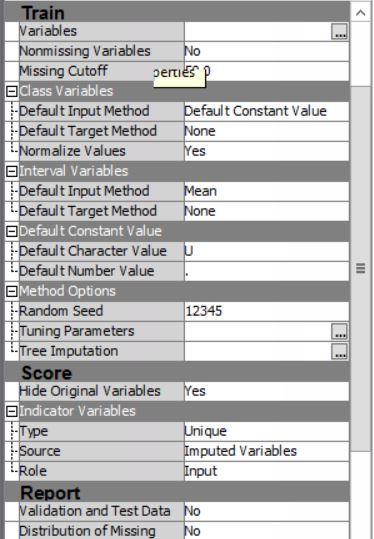 Train
Variables ...
Nonmissing Variables No
Missing Cutoff perties 0
Class Variables
Default Input Method Default Constant Value
Default Target Method None
Normalize Values Yes
Interval Variables
Default Input Method Mean
Default Target Method None
Default Constant Value
Default Character Value U
Default Number Value .
Method Options
Random Seed 12345
Tuning Parameters ...
Tree Imputation ...
Score
Hide Original Variables Yes
Indicator Variables
Type Unique
Source Imputed Variables
Role Input
Report
Validation and Test Data No
Distribution of Missing No